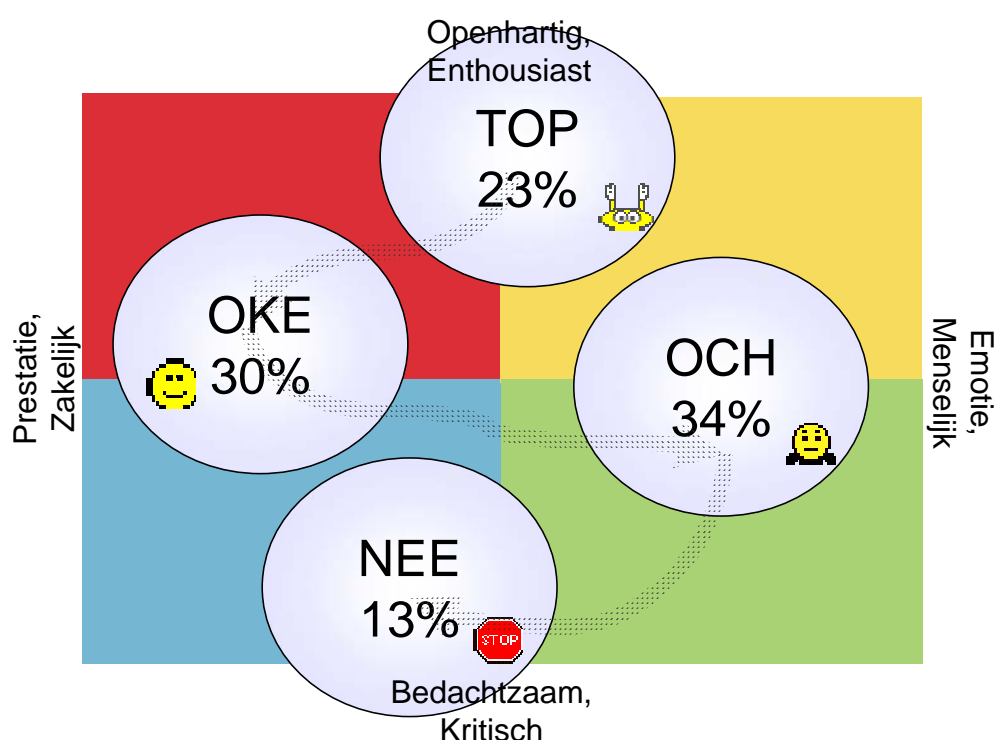 Openhartig,
Enthousiast
TOP
23%
OKE
30%
Prestatie,
Zakelijk
OCH
34%
Emotie,
Menselijk
NEE
13%
STOP
Bedachtzaam,
Kritisch